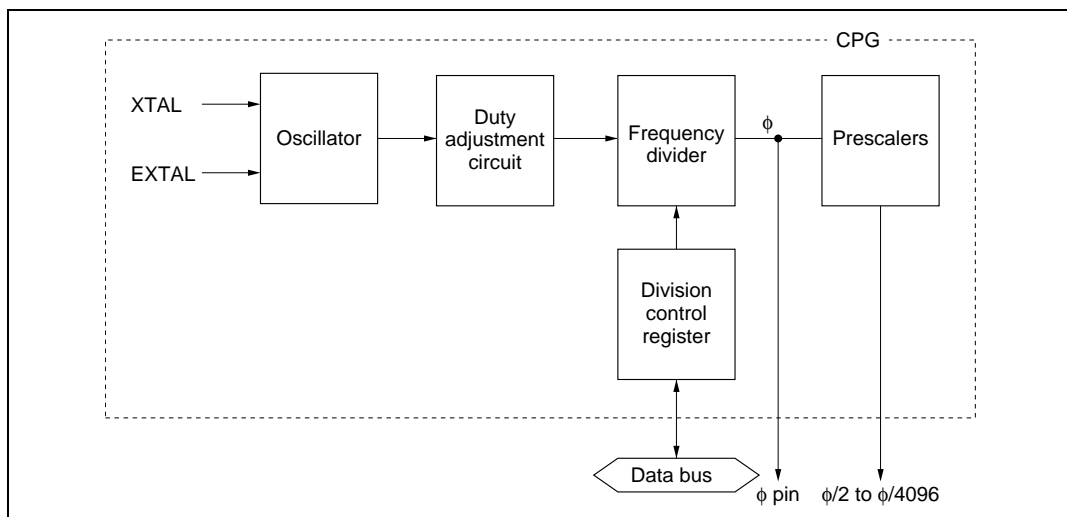 CPG
XTAL
EXTAL
Oscillator
Duty
adjustment
circuit
Frequency
divider
ϕ
Prescalers
Division
control
register
Data bus
ϕ pin
ϕ/2 to ϕ/4096